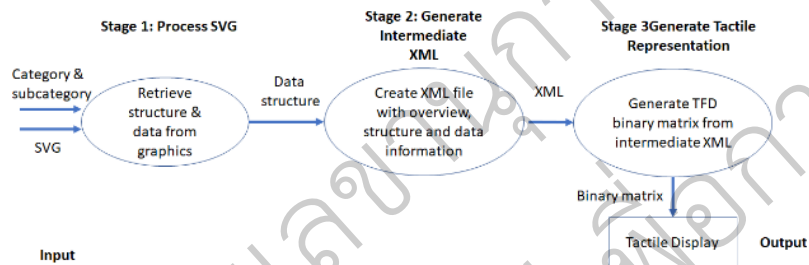 Stage 1: Process SVG
Stage 2: Generate
Intermediate
XML
Stage 3Generate Tactile
Representation
Category &
subcategory
SVG
Retrieve
structure &
data from
graphics
Data
structure
Create XML file
with overview,
structure and data
information
XML
Generate TFD
binary matrix from
intermediate XML
Binary matrix
Tactile Display
Input
Output